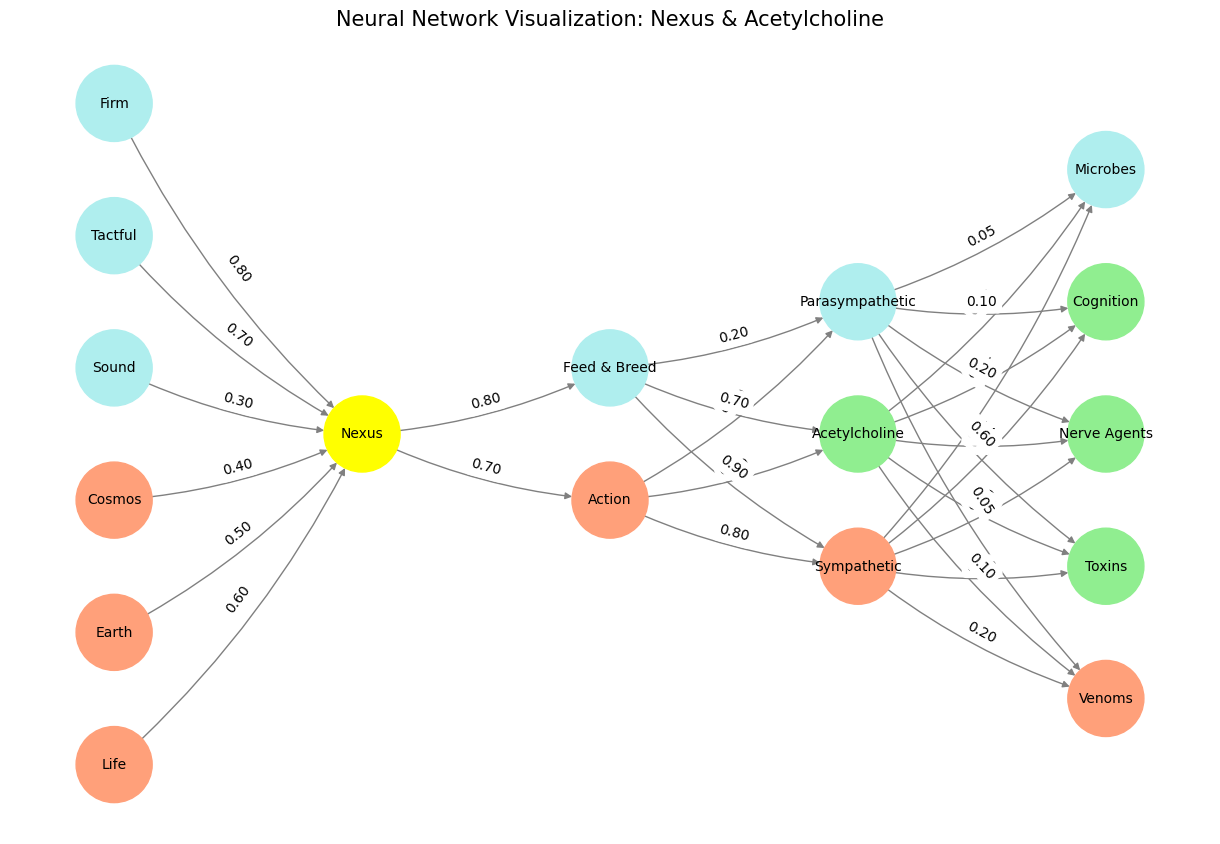 Neural Network Visualization: Nexus & Acetylcholine
Firm
Tactful
Sound
Cosmos
Earth
Life
0.80
0.70
0.30
0.40
0.50
0.60
Nexus
0.80
0.70
Feed & Breed
Action
0.20
0.70
0.90
0.80
Parasympathetic
Acetylcholine
Sympathetic
0.05
0.10
0.20
0.60
0.05
0.10
0.20
Microbes
Cognition
Nerve Agents
Toxins
Venoms